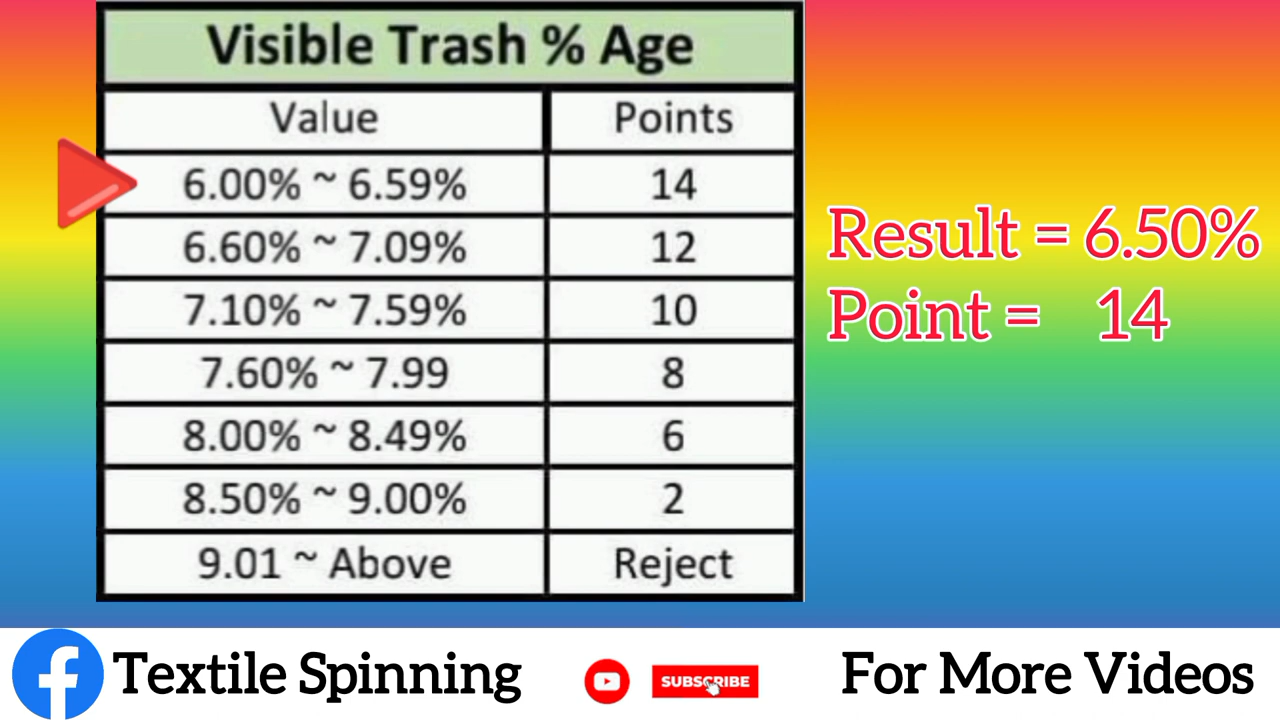 Visible Trash % Age
Value Points
6.00% ~ 6.59% 14
6.60% ~ 7.09% 12
7.10% ~ 7.59% 10
7.60% ~ 7.99 8
8.00% ~ 8.49% 6
8.50% ~ 9.00% 2
9.01 ~ Above Reject
Result = 6.50%
Point = 14
Textile Spinning SUBSCRIBE For More Videos